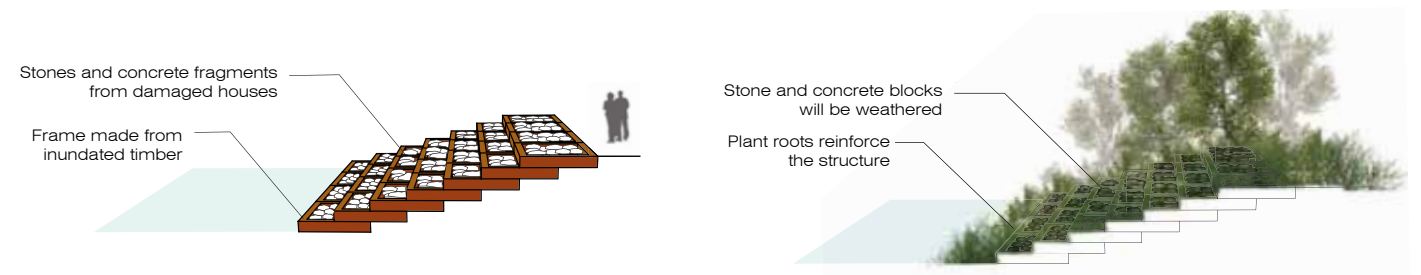 Stones and concrete fragments
from damaged houses
Frame made from
inundated timber
Stone and concrete blocks
will be weathered
Plant roots reinforce
the structure